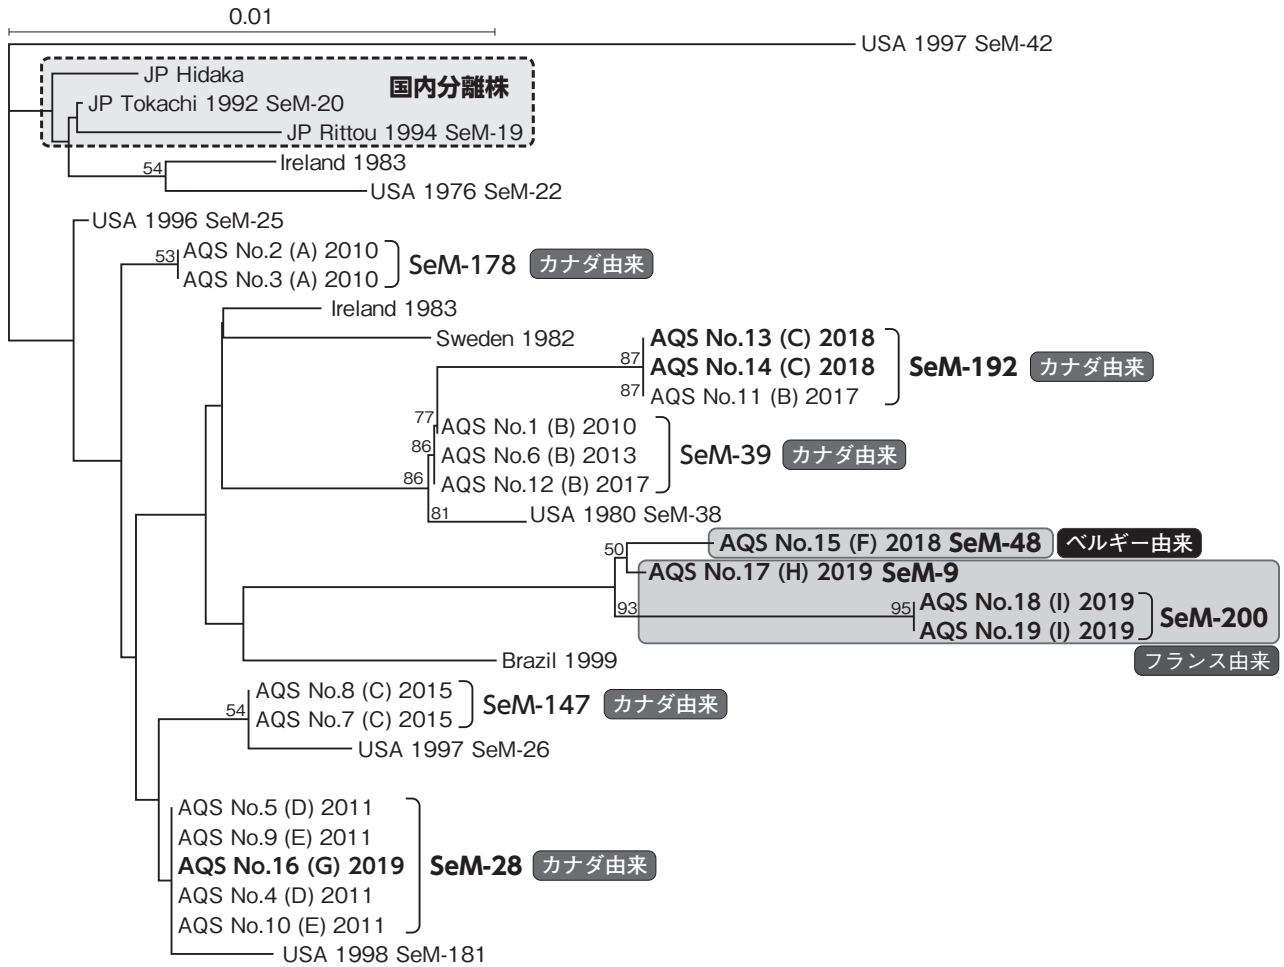 0.01
USA 1997 SeM-42
JP Hidaka
国内分離株
JP Tokachi 1992 SeM-20
JP Rittou 1994 SeM-19
54
Ireland 1983
USA 1976 SeM-22
USA 1996 SeM-25
53
AQS No.2 (A) 2010
AQS No.3 (A) 2010
SeM-178
カナダ由来
Ireland 1983
Sweden 1982
87
AQS No.13 (C) 2018
AQS No.14 (C) 2018
87
AQS No.11 (B) 2017
SeM-192
カナダ由来
77
AQS No.1 (B) 2010
86
AQS No.6 (B) 2013
86
AQS No.12 (B) 2017
SeM-39
カナダ由来
81
USA 1980 SeM-38
50
AQS No.15 (F) 2018 SeM-48
ベルギー由来
AQS No.17 (H) 2019 SeM-9
93
95
AQS No.18 (I) 2019
AQS No.19 (I) 2019
SeM-200
フランス由来
Brazil 1999
54
AQS No.8 (C) 2015
AQS No.7 (C) 2015
SeM-147
カナダ由来
USA 1997 SeM-26
AQS No.5 (D) 2011
AQS No.9 (E) 2011
AQS No.16 (G) 2019
AQS No.4 (D) 2011
AQS No.10 (E) 2011
SeM-28
カナダ由来
USA 1998 SeM-181